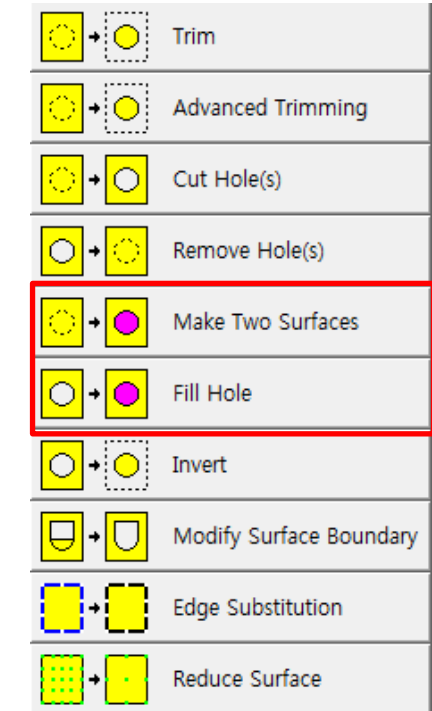 Trim
Advanced Trimming
Cut Hole(s)
Remove Hole(s)
Make Two Surfaces
Fill Hole
Invert
Modify Surface Boundary
Edge Substitution
Reduce Surface